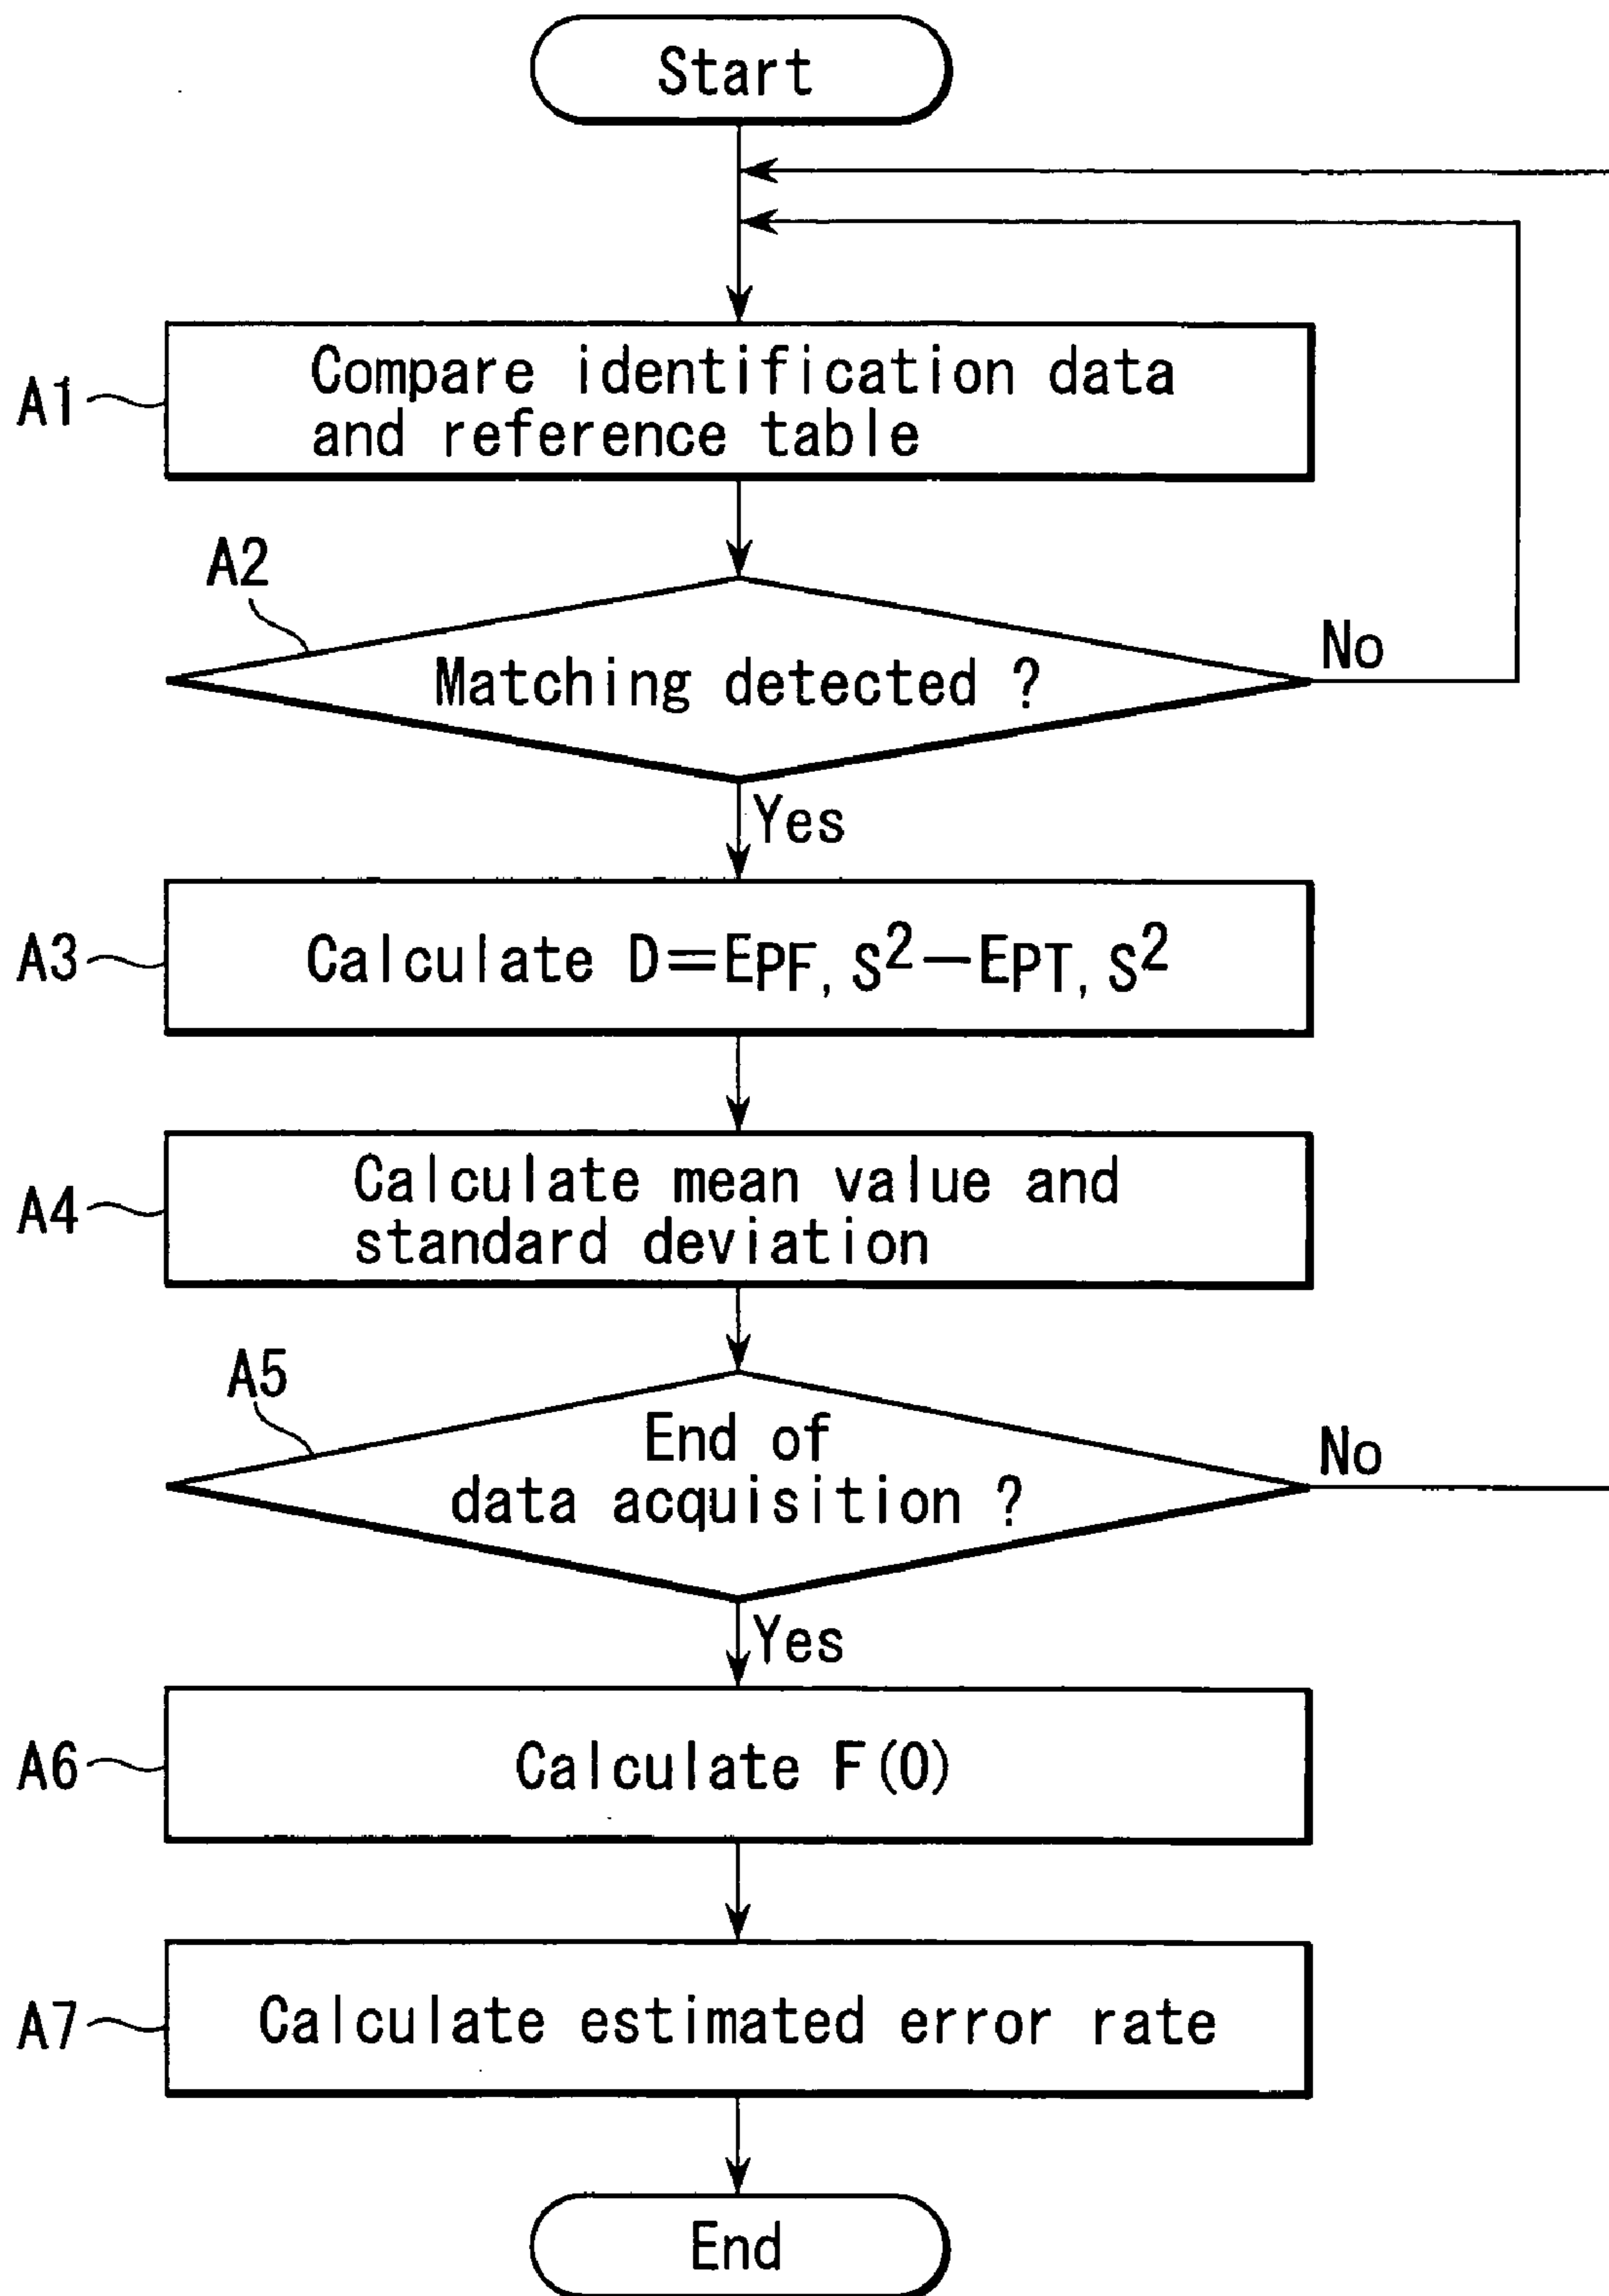 Start
A1
Compare identification data
and reference table
A2
Matching detected ?
No
Yes
A3
Calculate D=EPF, S²−EPT, S²
A4
Calculate mean value and
standard deviation
A5
End of
data acquisition ?
No
Yes
A6
Calculate F(0)
A7
Calculate estimated error rate
End